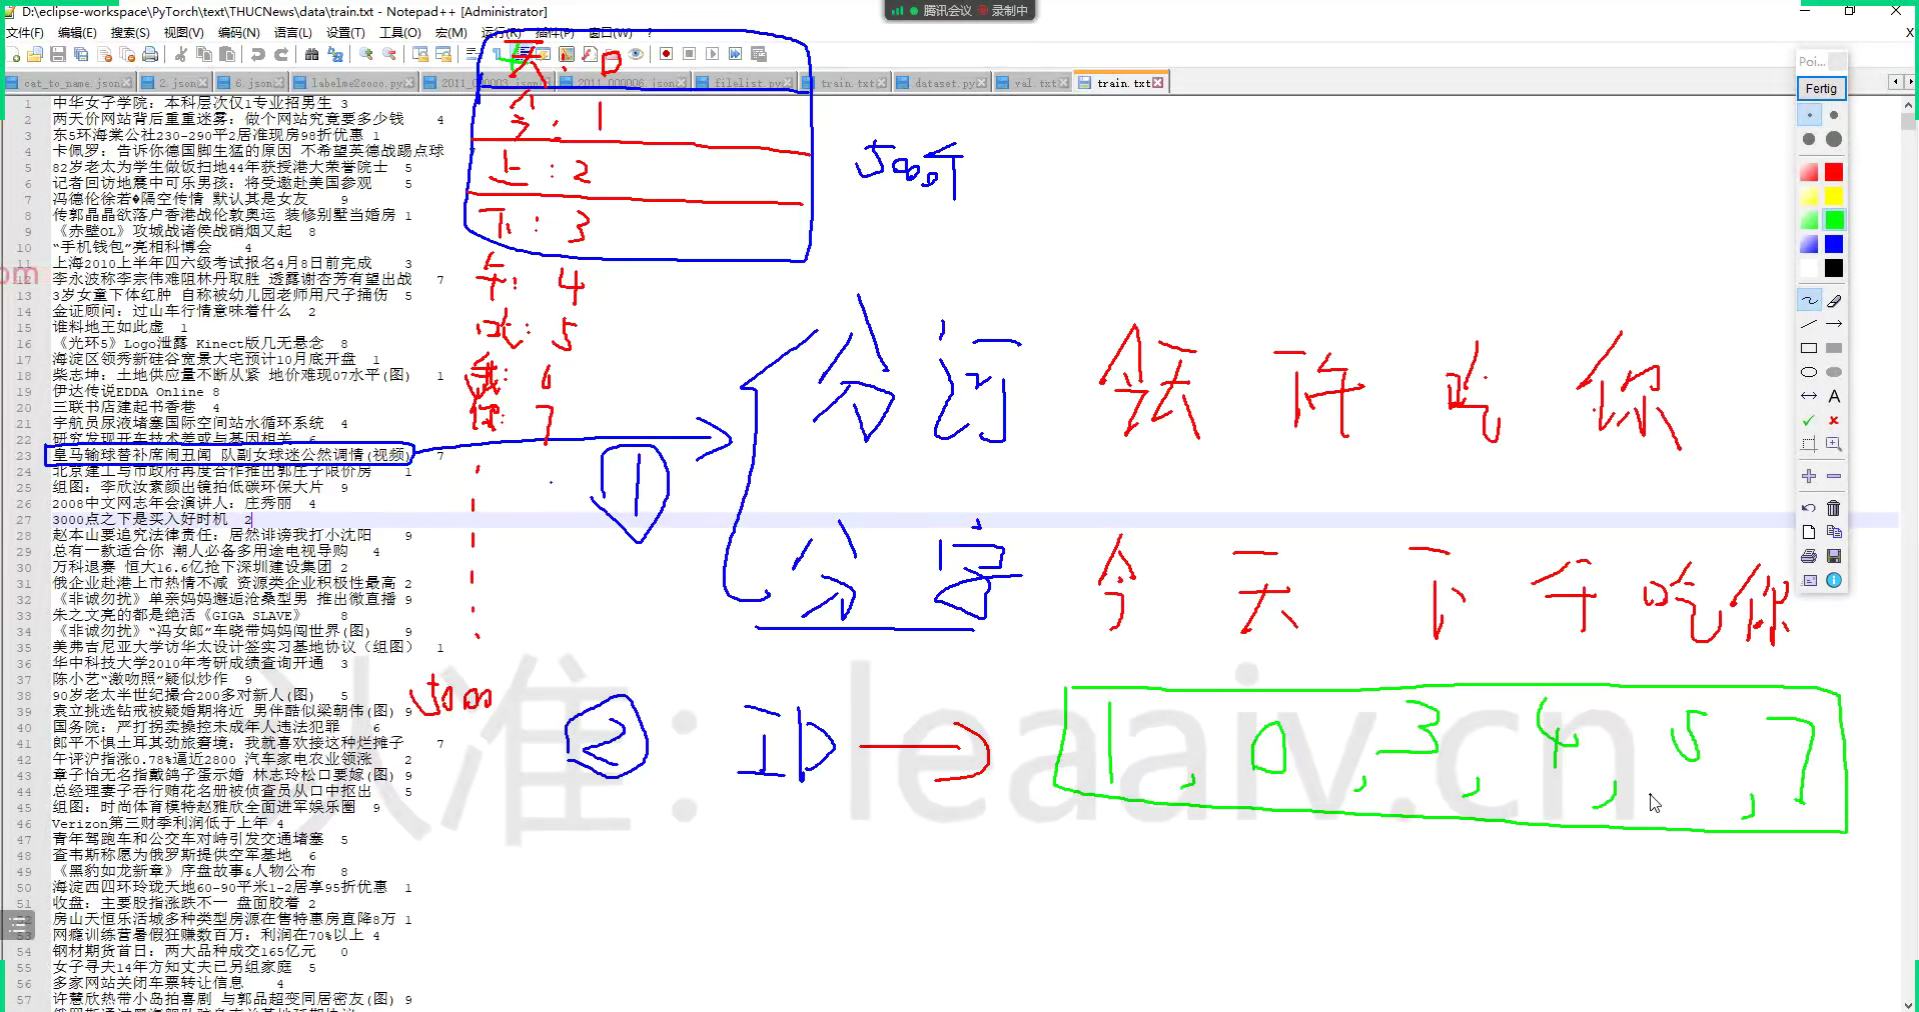 D:\eclipse-workspace\PyTorch\text\THUCNews\data\train.txt - Notepad++ [Administrator]
腾讯会议 录制中
文件(F) 编辑(E) 搜索(S) 视图(V) 编码(N) 语言(L) 设置(T) 工具(O) 宏(M) 运行(R) 插件(P) 窗口(W) ?
cat_to_name.json 2.json 6.json labelme2coco.py 2011_000003.json 2011_000006.json filelist.py train.txt dataset.py val.txt train.txt
1 中华女子学院：本科层次仅1专业招男生 3
2 两天价网站背后重重迷雾：做个网站究竟要多少钱 4
3 东5环海棠公社230-290平2居准现房98折优惠 1
4 卡佩罗：告诉你德国脚生猛的原因 不希望英德战踢点球
5 82岁老太为学生做饭扫地44年获授港大荣誉院士 5
6 记者回访地震中可乐男孩：将受邀赴美国参观 5
7 冯德伦徐若�隔空传情 默认其是女友 9
8 传郭晶晶欲落户香港战伦敦奥运 装修别墅当婚房 1
9 《赤壁OL》攻城战诸侯战硝烟又起 8
10 “手机钱包”亮相科博会 4
11 上海2010上半年四六级考试报名4月8日前完成 3
12 李永波称李宗伟难阻林丹取胜 透露谢杏芳有望出战 7
13 3岁女童下体红肿 自称被幼儿园老师用尺子捅伤 5
14 金证顾问：过山车行情意味着什么 2
15 谁料地王如此虚 1
16 《光环5》Logo泄露 Kinect版几无悬念 8
17 海淀区领秀新硅谷宽景大宅预计10月底开盘 1
18 柴志坤：土地供应量不断从紧 地价难现07水平(图) 1
19 伊达传说EDDA Online 8
20 三联书店建起书香巷 4
21 宇航员尿液堵塞国际空间站水循环系统 4
22 研究发现开车技术差或与基因相关 6
23 皇马输球替补席闹丑闻 队副女球迷公然调情(视频) 7
24 北京建工与市政府再度合作推出郭庄子限价房 1
25 组图：李欣汝素颜出镜拍低碳环保大片 9
26 2008中文网志年会演讲人：庄秀丽 4
27 3000点之下是买入好时机 2
28 赵本山要追究法律责任：居然诽谤我打小沈阳 9
29 总有一款适合你 潮人必备多用途电视导购 4
30 万科退赛 恒大16.6亿抢下深圳建设集团 2
31 俄企业赴港上市热情不减 资源类企业积极性最高 2
32 《非诚勿扰》单亲妈妈邂逅沧桑型男 推出微直播 9
33 朱之文亮的都是绝活《GIGA SLAVE》 8
34 《非诚勿扰》“冯女郎”车晓带妈妈闯世界(图) 9
35 美弗吉尼亚大学访华太设计签实习基地协议（组图） 1
36 华中科技大学2010年考研成绩查询开通 3
37 陈小艺“激吻照”疑似炒作 9
38 90岁老太半世纪撮合200多对新人(图) 5
39 袁立挑选钻戒被疑婚期将近 男伴酷似梁朝伟(图) 9
40 国务院：严打拐卖操控未成年人违法犯罪 6
41 郎平不惧土耳其劲旅窘境：我就喜欢接这种烂摊子 7
42 午评沪指涨0.78%逼近2800 汽车家电农业领涨 2
43 章子怡无名指戴鸽子蛋示婚 林志玲松口要嫁(图) 9
44 总经理妻子吞行贿花名册被侦查员从口中抠出 5
45 组图：时尚体育模特赵雅欣全面进军娱乐圈 9
46 Verizon第三财季利润低于上年 4
47 青年驾跑车和公交车对峙引发交通堵塞 5
48 查韦斯称愿为俄罗斯提供空军基地 6
49 《黑豹如龙新章》序盘故事&人物公布 8
50 海淀西四环玲珑天地60-90平米1-2居享95折优惠 1
51 收盘：主要股指涨跌不一 盘面胶着 2
52 房山天恒乐活城多种类型房源在售特惠房直降8万 1
53 网瘾训练营暑假狂赚数百万：利润在70%以上 4
54 钢材期货首日：两大品种成交165亿元 0
55 女子寻夫14年方知丈夫已另组家庭 5
56 多家网站关闭车票转让信息 4
57 许慧欣热带小岛拍喜剧 与郭品超变同居密友(图) 9
天：0
今：1
上：2
下：3
午：4
吃：5
我：6
你：7
5000个
5000
① 分词 今天 下午 吃 你
分字 今 天 下 午 吃 你
② ID → 1，0，3，4，5，7
认准：leaaiv.cn
om
Poi...
Fertig
A